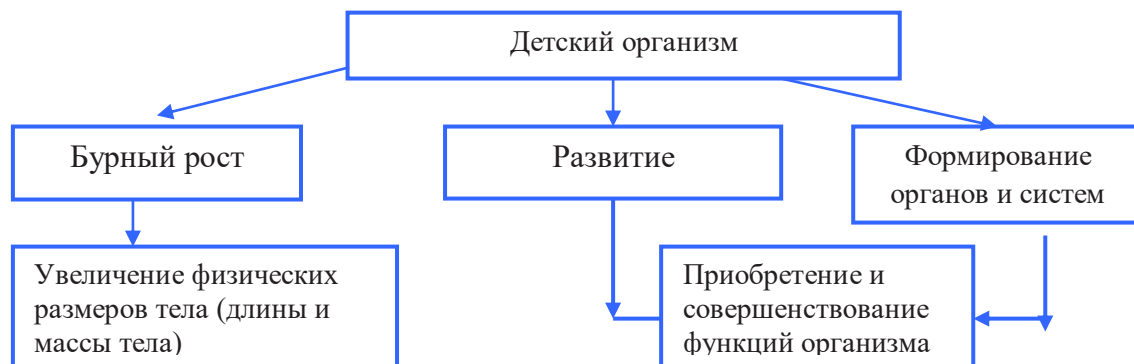 Детский организм
Бурный рост
Развитие
Формирование
органов и систем
Увеличение физических
размеров тела (длины и
массы тела)
Приобретение и
совершенствование
функций организма